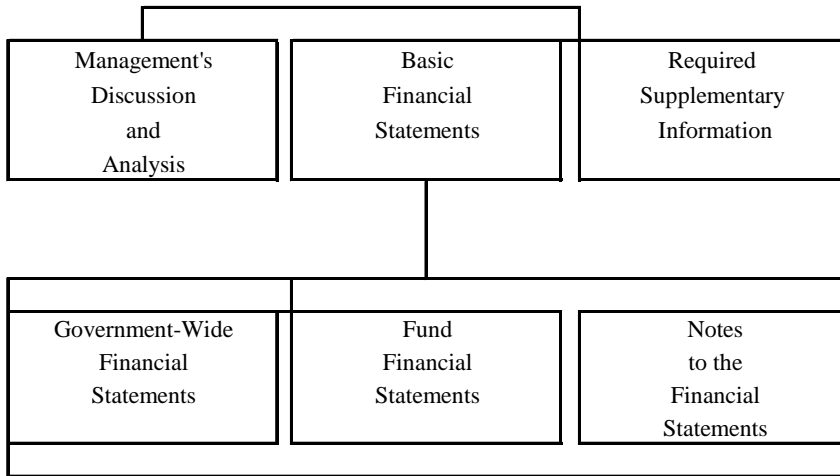 Management's
Discussion
and
Analysis
Basic
Financial
Statements
Required
Supplementary
Information
Government-Wide
Financial
Statements
Fund
Financial
Statements
Notes
to the
Financial
Statements